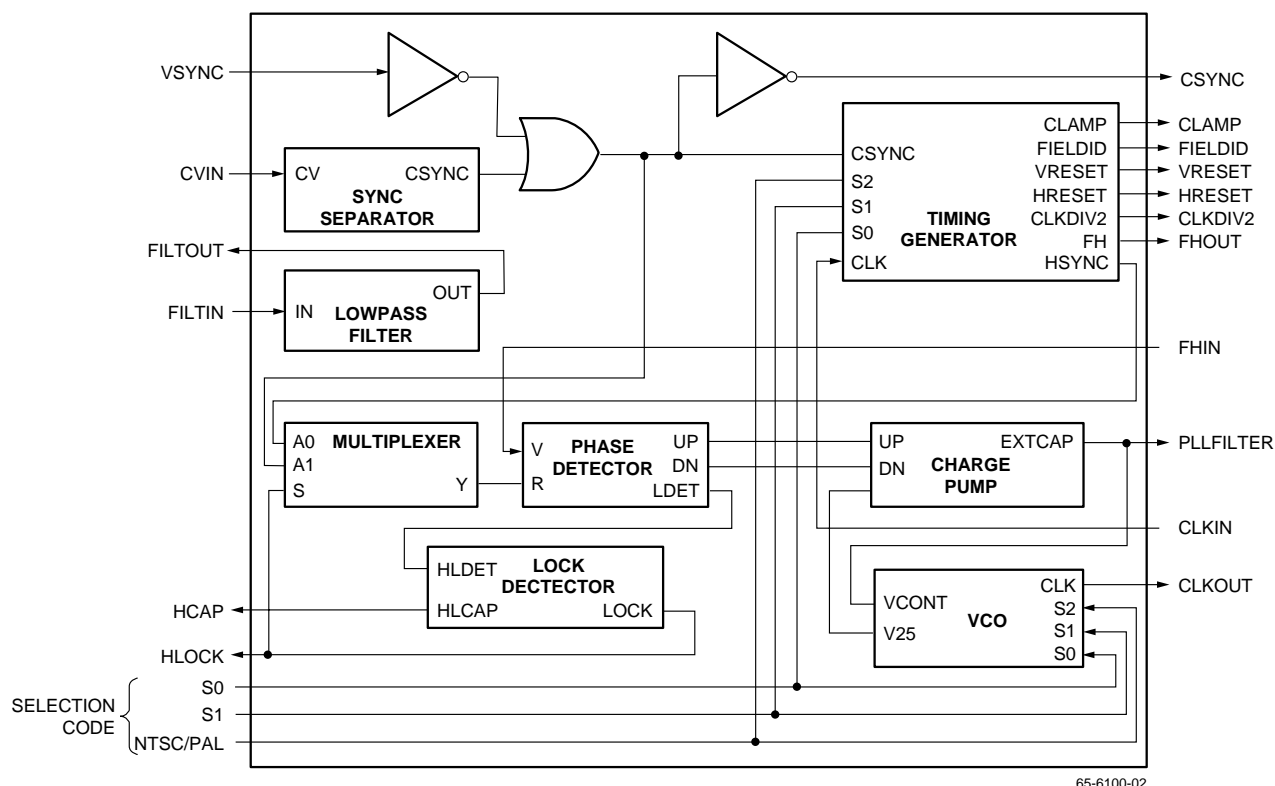 VSYNC
CSYNC
CVIN
CV
CSYNC
SYNC
SEPARATOR
FILTOUT
FILTIN
IN
OUT
LOWPASS
FILTER
CSYNC
S2
S1
S0
CLK
TIMING
GENERATOR
CLAMP
FIELDID
VRESET
HRESET
CLKDIV2
FH
HSYNC
CLAMP
FIELDID
VRESET
HRESET
CLKDIV2
FHOUT
FHIN
MULTIPLEXER
A0
A1
S
Y
PHASE
DETECTOR
V
R
UP
DN
LDET
UP
DN
EXTCAP
CHARGE
PUMP
PLLFILTER
CLKIN
LOCK
DECTECTOR
HLDET
HLCAP
LOCK
HCAP
HLOCK
VCONT
V25
VCO
CLK
S2
S1
S0
CLKOUT
SELECTION
CODE
S0
S1
NTSC/PAL
65-6100-02